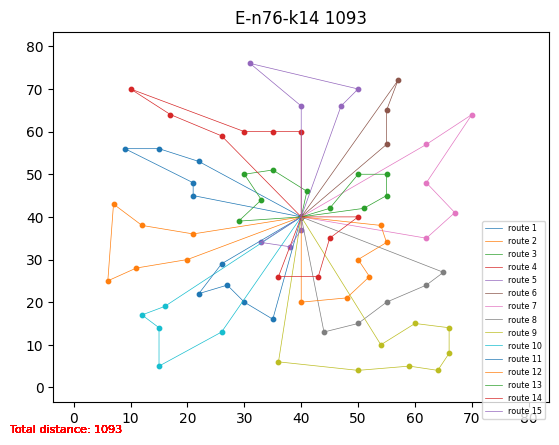 E-n76-k14 1093
80
70
60
50
40
30
20
10
0
0 10 20 30 40 50 60 70 80
route 1
route 2
route 3
route 4
route 5
route 6
route 7
route 8
route 9
route 10
route 11
route 12
route 13
route 14
route 15
Total distance: 1093